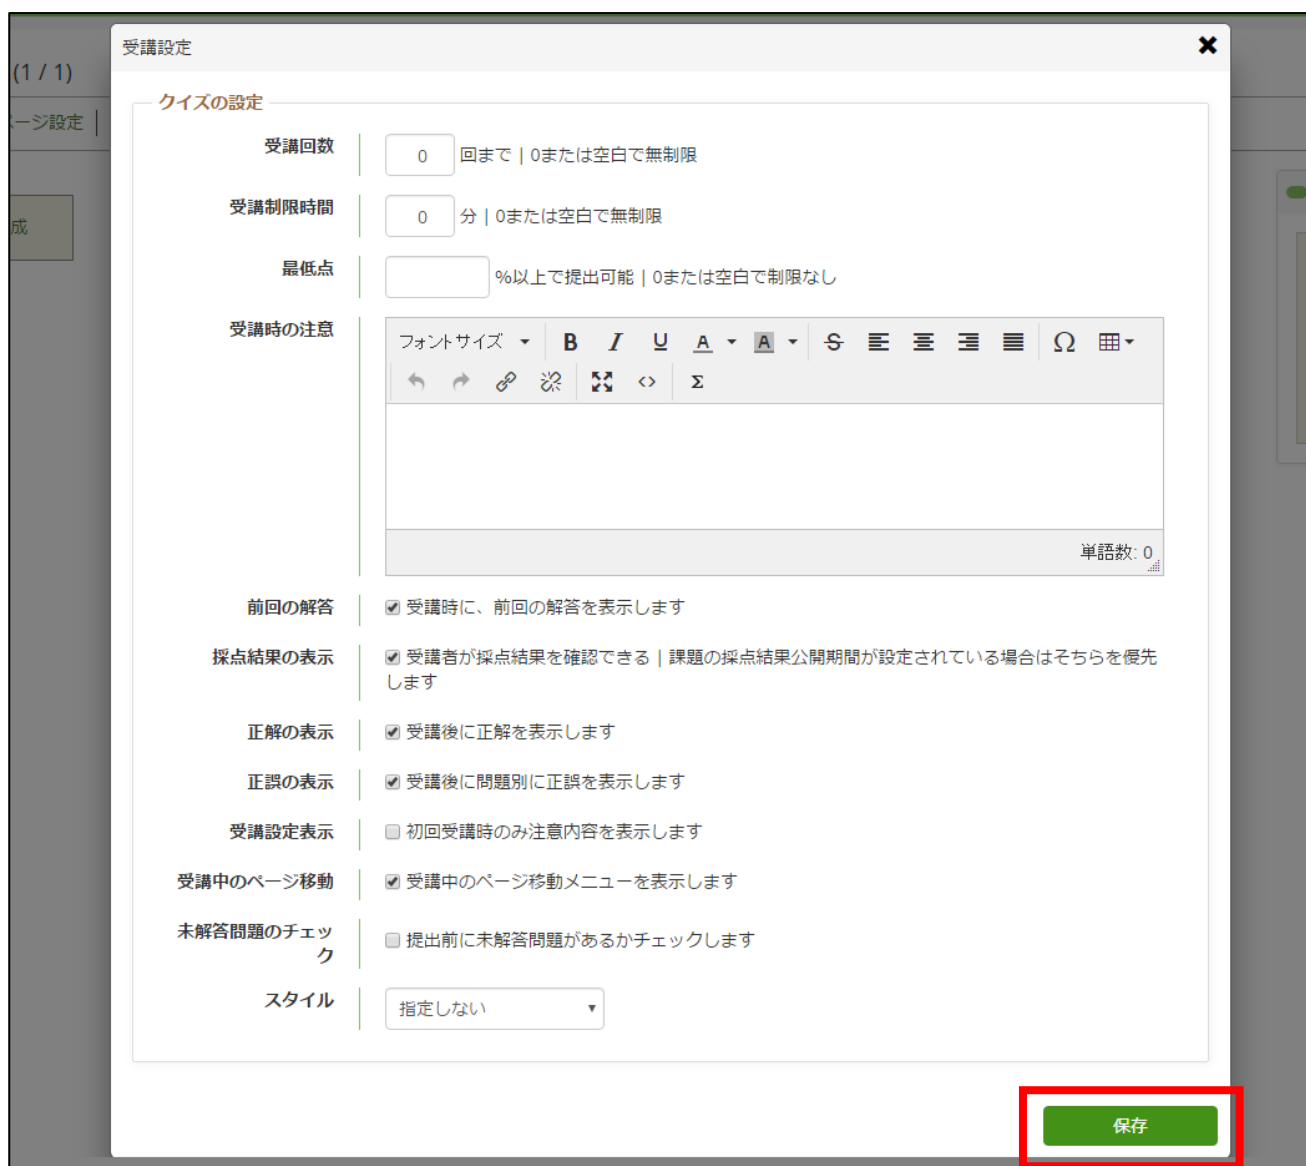 受講設定
(1 / 1)
ージ設定
成
クイズの設定
受講回数
0 回まで | 0または空白で無制限
受講制限時間
0 分 | 0または空白で無制限
最低点
%以上で提出可能 | 0または空白で制限なし
受講時の注意
フォントサイズ B I U A A S Ω
<> Σ
単語数: 0
前回の解答
受講時に、前回の解答を表示します
採点結果の表示
受講者が採点結果を確認できる | 課題の採点結果公開期間が設定されている場合はそちらを優先
します
正解の表示
受講後に正解を表示します
正誤の表示
受講後に問題別に正誤を表示します
受講設定表示
初回受講時のみ注意内容を表示します
受講中のページ移動
受講中のページ移動メニューを表示します
未解答問題のチェッ
ク
提出前に未解答問題があるかチェックします
スタイル
指定しない
保存